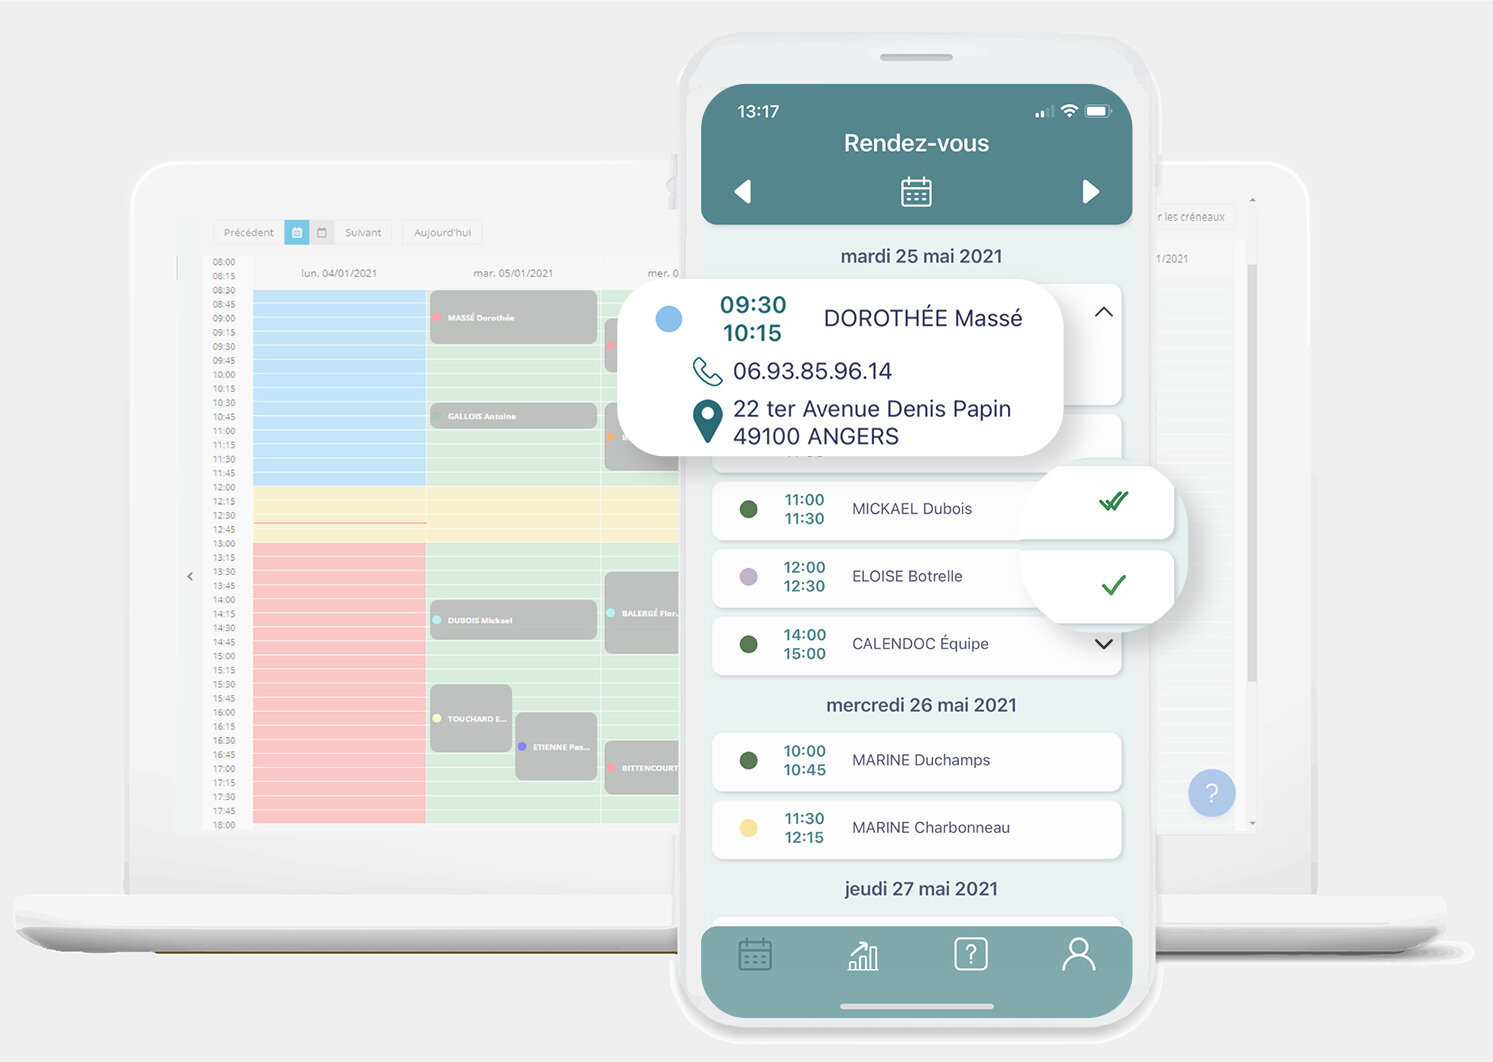 Précédent
Suivant
Aujourd'hui
r les créneaux
lun. 04/01/2021
mar. 05/01/2021
mer. 0
1/2021
08:00
08:15
08:30
08:45
09:00
09:15
09:30
09:45
10:00
10:15
10:30
10:45
11:00
11:15
11:30
11:45
12:00
12:15
12:30
12:45
13:00
13:15
13:30
13:45
14:00
14:15
14:30
14:45
15:00
15:15
15:30
15:45
16:00
16:15
16:30
16:45
17:00
17:15
17:30
17:45
18:00
MASSÉ Dorothée
GALLOIS Antoine
DUBOIS Mickael
BALERGÉ Flor...
TOUCHARD E...
ETIENNE Pas...
BITTENCOURT
?
13:17
Rendez-vous
mardi 25 mai 2021
09:30
10:15
DOROTHÉE Massé
06.93.85.96.14
22 ter Avenue Denis Papin
49100 ANGERS
11:00
11:30
MICKAEL Dubois
12:00
12:30
ELOISE Botrelle
14:00
15:00
CALENDOC Équipe
mercredi 26 mai 2021
10:00
10:45
MARINE Duchamps
11:30
12:15
MARINE Charbonneau
jeudi 27 mai 2021
?